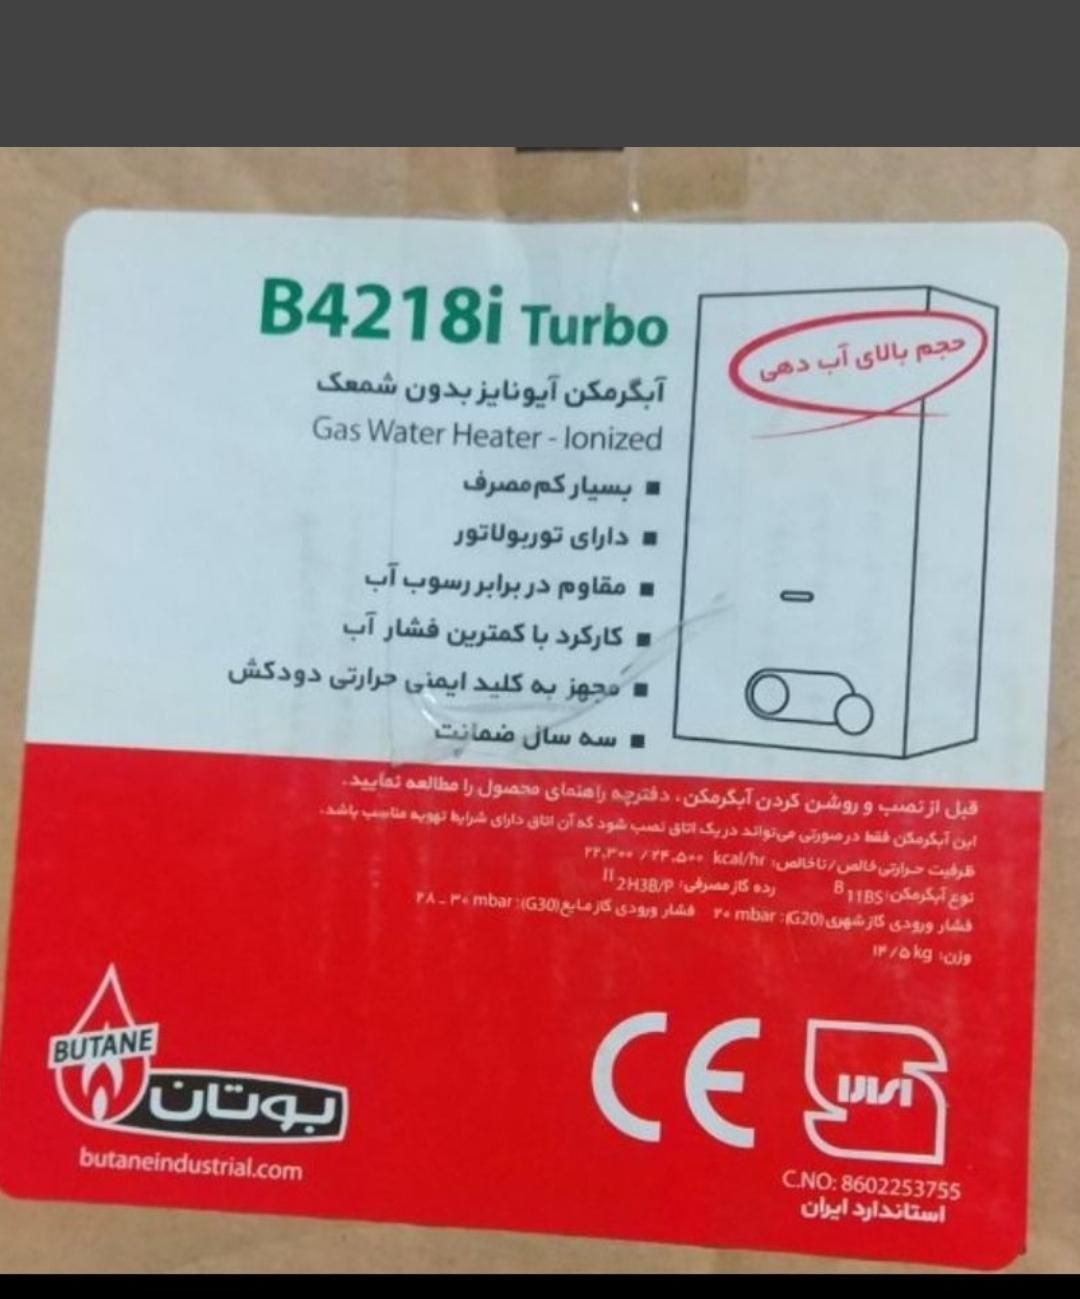 B4218i Turbo
حجم بالای آب دهی
آبگرمکن آیونایز بدون شمعک
Gas Water Heater - Ionized
▪ بسیار کم‌مصرف
▪ دارای توربولاتور
▪ مقاوم در برابر رسوب آب
▪ کارکرد با کمترین فشار آب
▪ مجهز به کلید ایمنی حرارتی دودکش
▪ سه سال ضمانت
قبل از نصب و روشن کردن آبگرمکن، دفترچه راهنمای محصول را مطالعه نمایید.
این آبگرمکن فقط در صورتی می‌تواند در یک اتاق نصب شود که آن اتاق دارای شرایط تهویه مناسب باشد.
ظرفیت حرارتی خالص/ناخالص: ۲۲,۳۰۰ / ۲۴,۵۰۰ kcal/hr
نوع آبگرمکن: B11BS رده گاز مصرفی: II2H3B/P
فشار ورودی گاز شهری (G20): ۲۰ mbar فشار ورودی گاز مایع (G30): ۲۸ - ۳۰ mbar
وزن: kg
BUTANE
بوتان
butaneindustrial.com
CE
C.NO: 8602253755
استاندارد ایران